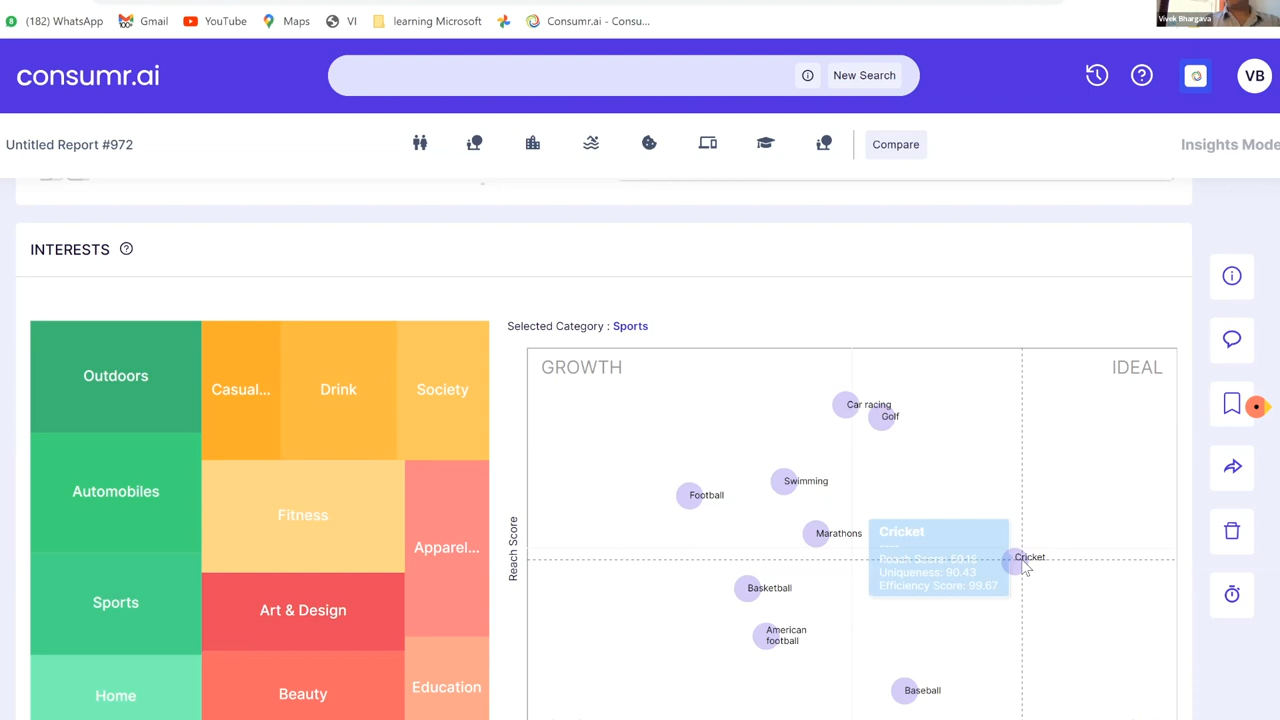 (182) WhatsApp
Gmail
YouTube
Maps
VI
learning Microsoft
Consumr.ai - Consu...
Vivek Bhargava
consumr.ai
New Search
VB
Untitled Report #972
Compare
Insights Mode
INTERESTS
Outdoors
Casual...
Drink
Society
Automobiles
Fitness
Apparel...
Sports
Art & Design
Home
Beauty
Education
Selected Category : Sports
GROWTH
IDEAL
Reach Score
Car racing
Golf
Swimming
Football
Marathons
Cricket
Reach Score:
Uniqueness: 90.43
Efficiency Score: 99.67
Cricket
Basketball
American
football
Baseball